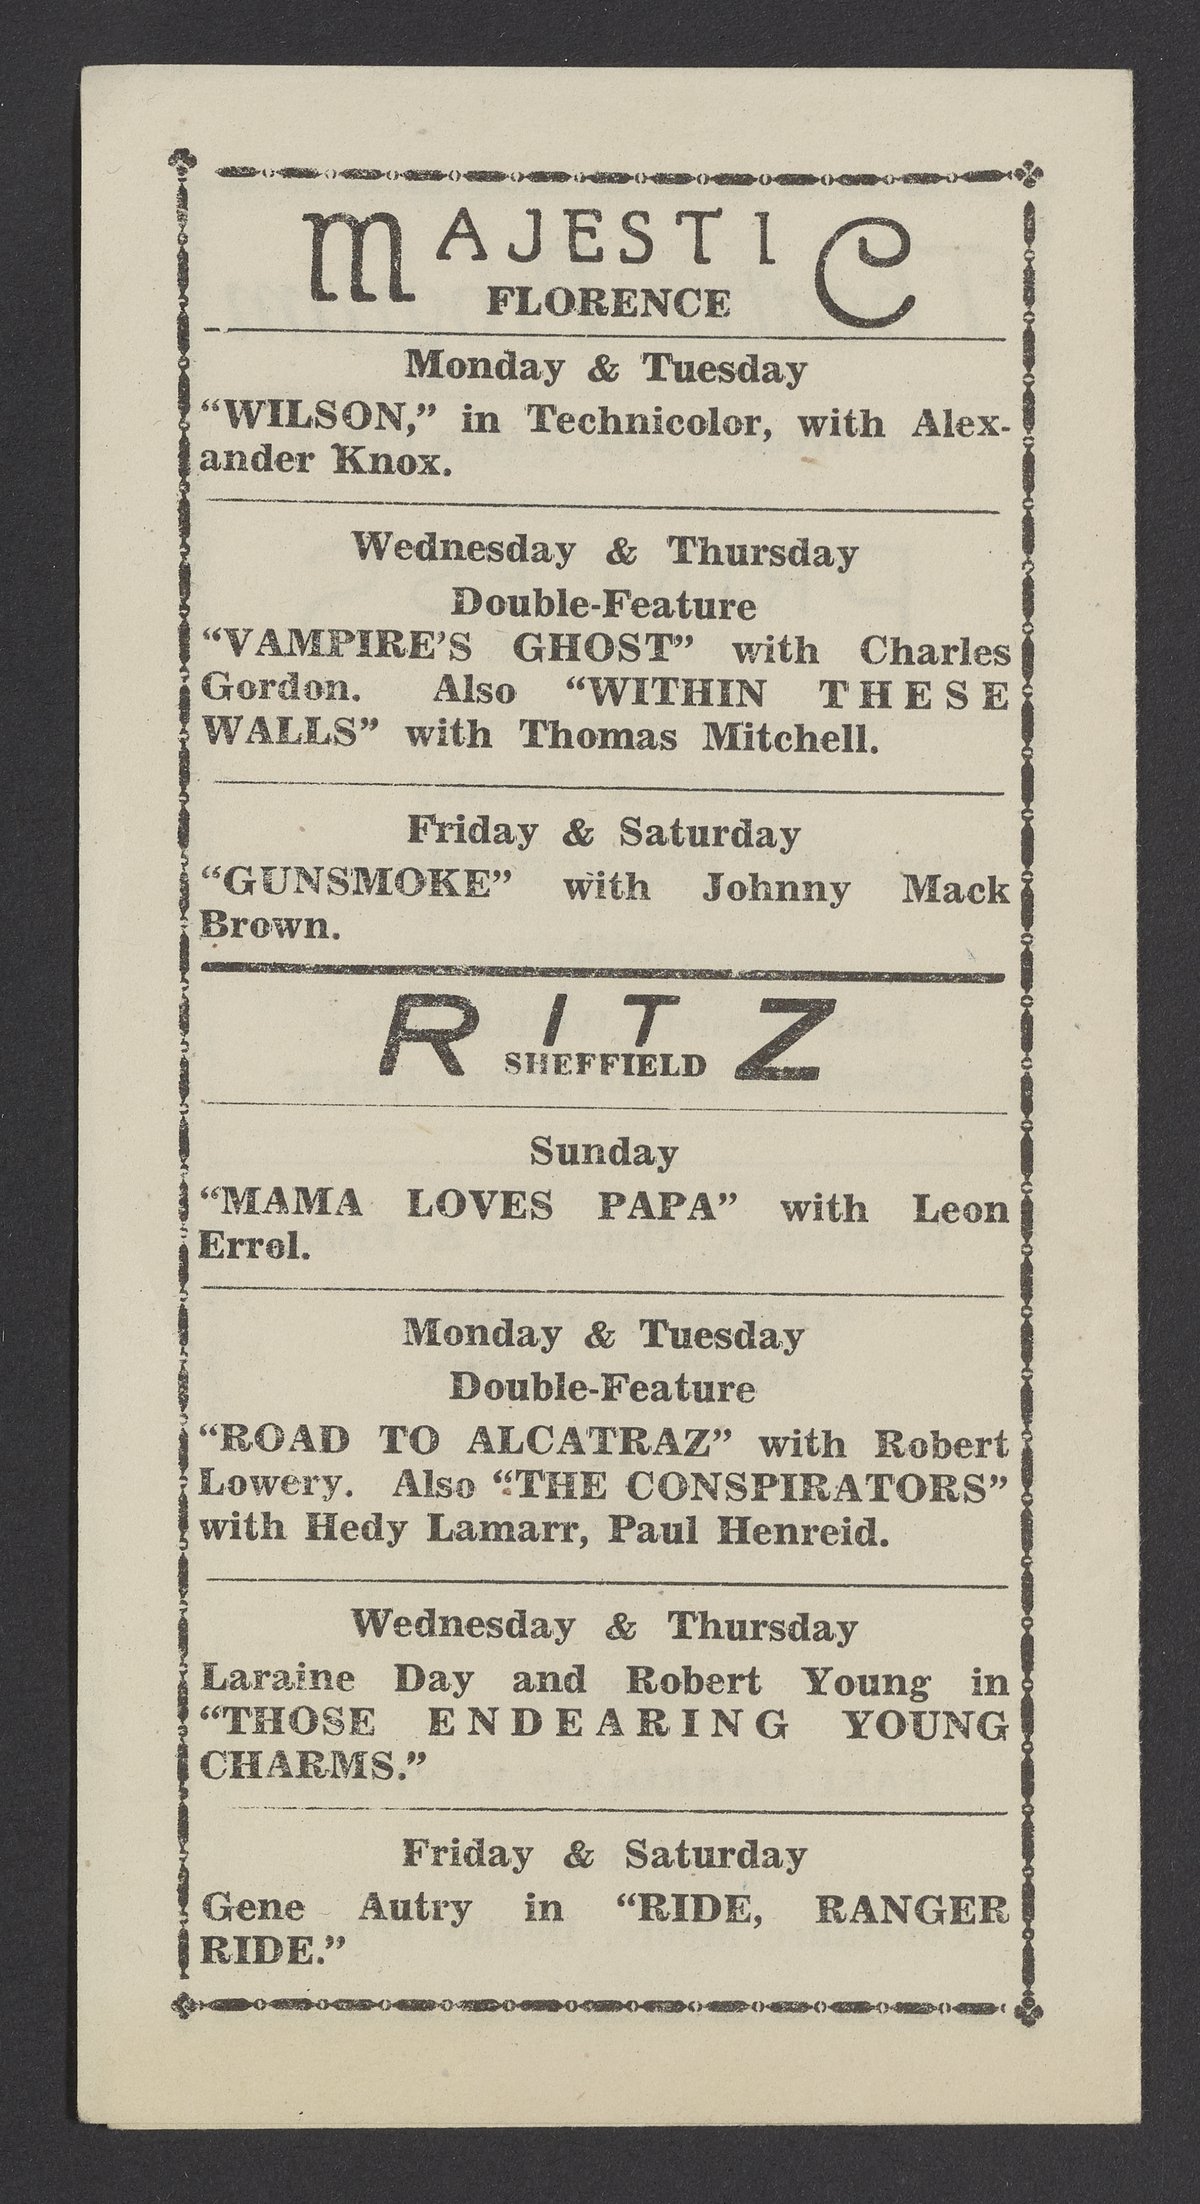 MAJESTIC
FLORENCE
Monday & Tuesday
“WILSON,” in Technicolor, with Alex-
ander Knox.
Wednesday & Thursday
Double-Feature
“VAMPIRE’S GHOST” with Charles
Gordon. Also “WITHIN THESE
WALLS” with Thomas Mitchell.
Friday & Saturday
“GUNSMOKE” with Johnny Mack
Brown.
RITZ
SHEFFIELD
Sunday
“MAMA LOVES PAPA” with Leon
Errol.
Monday & Tuesday
Double-Feature
“ROAD TO ALCATRAZ” with Robert
Lowery. Also “THE CONSPIRATORS”
with Hedy Lamarr, Paul Henreid.
Wednesday & Thursday
Laraine Day and Robert Young in
“THOSE ENDEARING YOUNG
CHARMS.”
Friday & Saturday
Gene Autry in “RIDE, RANGER
RIDE.”